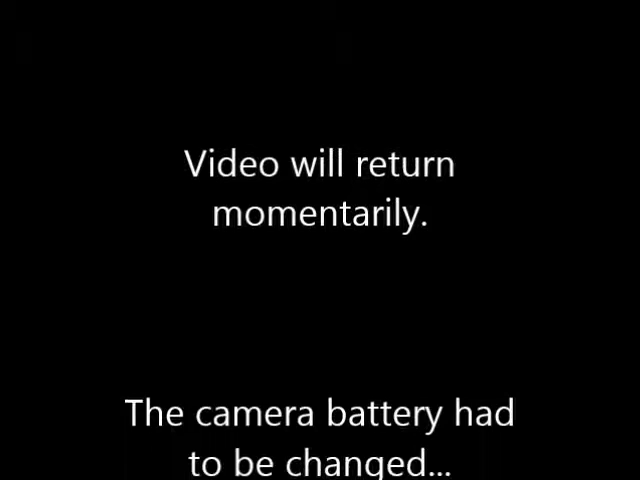 Video will return
momentarily.
The camera battery had
to be changed...